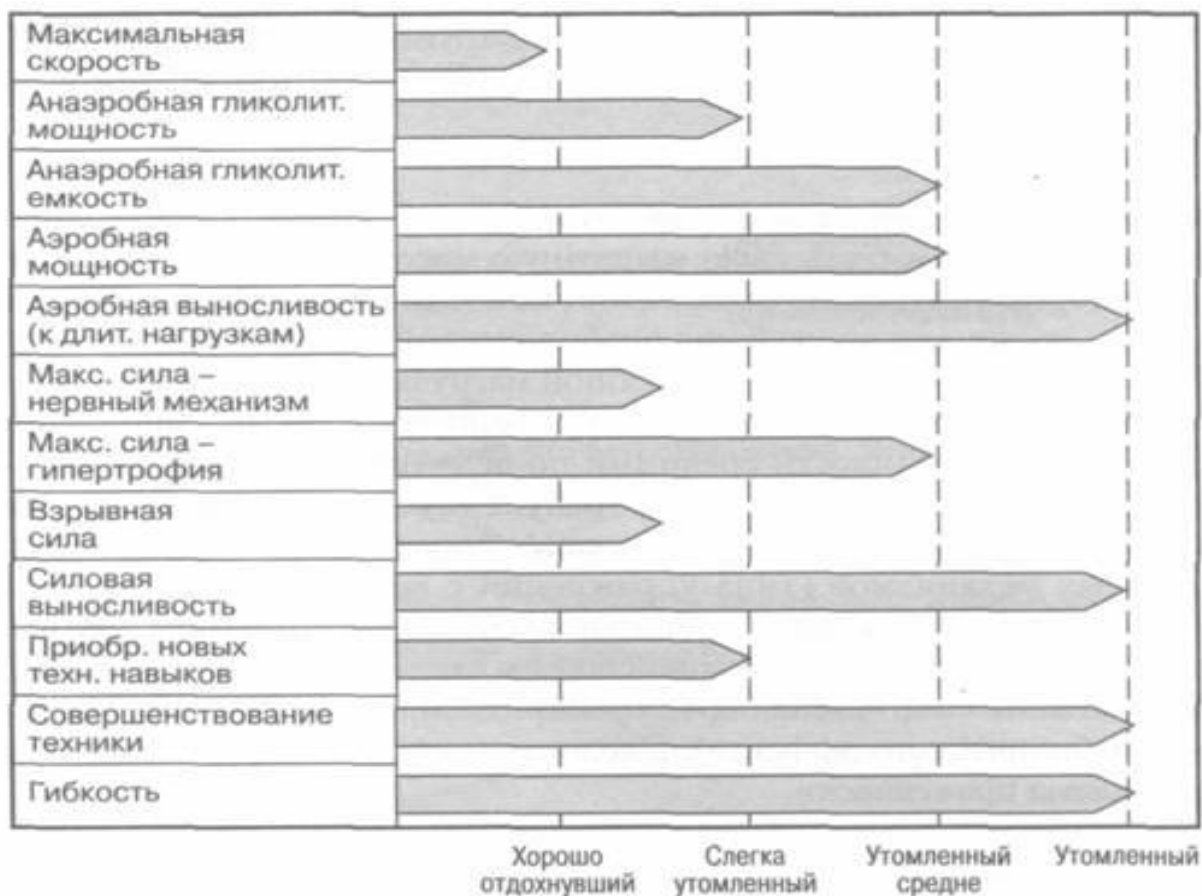 Максимальная
скорость
Анаэробная гликолит.
мощность
Анаэробная гликолит.
емкость
Аэробная
мощность
Аэробная выносливость
(к длит. нагрузкам)
Макс. сила –
нервный механизм
Макс. сила –
гипертрофия
Взрывная
сила
Силовая
выносливость
Приобр. новых
техн. навыков
Совершенствование
техники
Гибкость
Хорошо
отдохнувший
Слегка
утомленный
Утомленный
средне
Утомленный